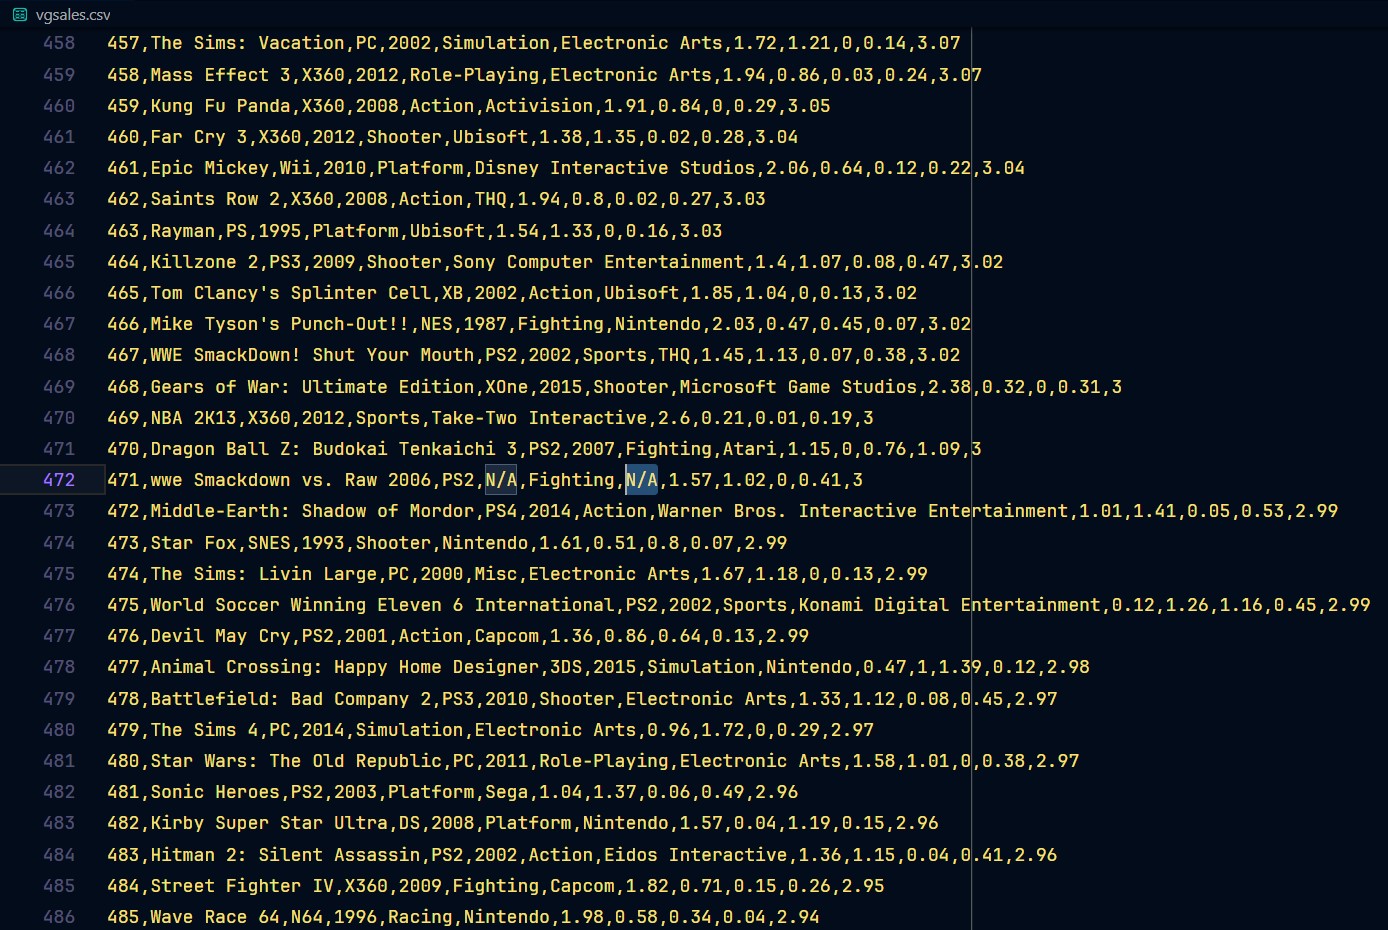 vgsales.csv
458 457,The Sims: Vacation,PC,2002,Simulation,Electronic Arts,1.72,1.21,0,0.14,3.07
459 458,Mass Effect 3,X360,2012,Role-Playing,Electronic Arts,1.94,0.86,0.03,0.24,3.07
460 459,Kung Fu Panda,X360,2008,Action,Activision,1.91,0.84,0,0.29,3.05
461 460,Far Cry 3,X360,2012,Shooter,Ubisoft,1.38,1.35,0.02,0.28,3.04
462 461,Epic Mickey,Wii,2010,Platform,Disney Interactive Studios,2.06,0.64,0.12,0.22,3.04
463 462,Saints Row 2,X360,2008,Action,THQ,1.94,0.8,0.02,0.27,3.03
464 463,Rayman,PS,1995,Platform,Ubisoft,1.54,1.33,0,0.16,3.03
465 464,Killzone 2,PS3,2009,Shooter,Sony Computer Entertainment,1.4,1.07,0.08,0.47,3.02
466 465,Tom Clancy's Splinter Cell,XB,2002,Action,Ubisoft,1.85,1.04,0,0.13,3.02
467 466,Mike Tyson's Punch-Out!!,NES,1987,Fighting,Nintendo,2.03,0.47,0.45,0.07,3.02
468 467,WWE SmackDown! Shut Your Mouth,PS2,2002,Sports,THQ,1.45,1.13,0.07,0.38,3.02
469 468,Gears of War: Ultimate Edition,XOne,2015,Shooter,Microsoft Game Studios,2.38,0.32,0,0.31,3
470 469,NBA 2K13,X360,2012,Sports,Take-Two Interactive,2.6,0.21,0.01,0.19,3
471 470,Dragon Ball Z: Budokai Tenkaichi 3,PS2,2007,Fighting,Atari,1.15,0,0.76,1.09,3
472 471,wwe Smackdown vs. Raw 2006,PS2,N/A,Fighting,N/A,1.57,1.02,0,0.41,3
473 472,Middle-Earth: Shadow of Mordor,PS4,2014,Action,Warner Bros. Interactive Entertainment,1.01,1.41,0.05,0.53,2.99
474 473,Star Fox,SNES,1993,Shooter,Nintendo,1.61,0.51,0.8,0.07,2.99
475 474,The Sims: Livin Large,PC,2000,Misc,Electronic Arts,1.67,1.18,0,0.13,2.99
476 475,World Soccer Winning Eleven 6 International,PS2,2002,Sports,Konami Digital Entertainment,0.12,1.26,1.16,0.45,2.99
477 476,Devil May Cry,PS2,2001,Action,Capcom,1.36,0.86,0.64,0.13,2.99
478 477,Animal Crossing: Happy Home Designer,3DS,2015,Simulation,Nintendo,0.47,1,1.39,0.12,2.98
479 478,Battlefield: Bad Company 2,PS3,2010,Shooter,Electronic Arts,1.33,1.12,0.08,0.45,2.97
480 479,The Sims 4,PC,2014,Simulation,Electronic Arts,0.96,1.72,0,0.29,2.97
481 480,Star Wars: The Old Republic,PC,2011,Role-Playing,Electronic Arts,1.58,1.01,0,0.38,2.97
482 481,Sonic Heroes,PS2,2003,Platform,Sega,1.04,1.37,0.06,0.49,2.96
483 482,Kirby Super Star Ultra,DS,2008,Platform,Nintendo,1.57,0.04,1.19,0.15,2.96
484 483,Hitman 2: Silent Assassin,PS2,2002,Action,Eidos Interactive,1.36,1.15,0.04,0.41,2.96
485 484,Street Fighter IV,X360,2009,Fighting,Capcom,1.82,0.71,0.15,0.26,2.95
486 485,Wave Race 64,N64,1996,Racing,Nintendo,1.98,0.58,0.34,0.04,2.94